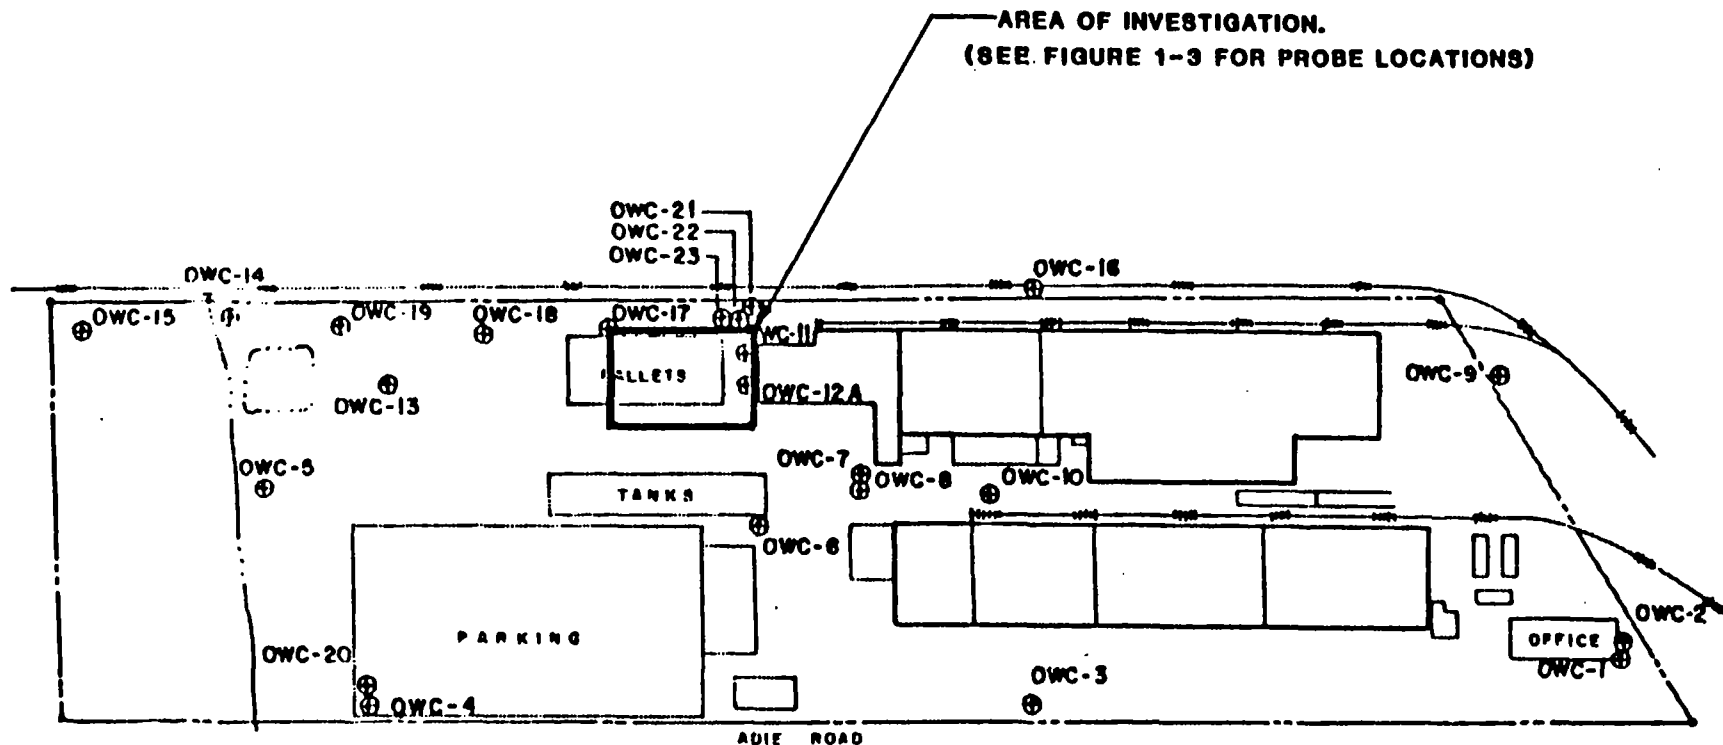 AREA OF INVESTIGATION.
(SEE FIGURE 1-3 FOR PROBE LOCATIONS)
OWC-21
OWC-22
OWC-23
OWC-14
OWC-16
OWC-15
OWC-19
OWC-18
OWC-17
WC-11
PALLETS
OWC-9
OWC-13
OWC-12A
OWC-5
OWC-7
OWC-8
OWC-10
TANKS
OWC-6
PARKING
OWC-2
OFFICE
OWC-20
OWC-1
OWC-3
OWC-4
ADIE ROAD